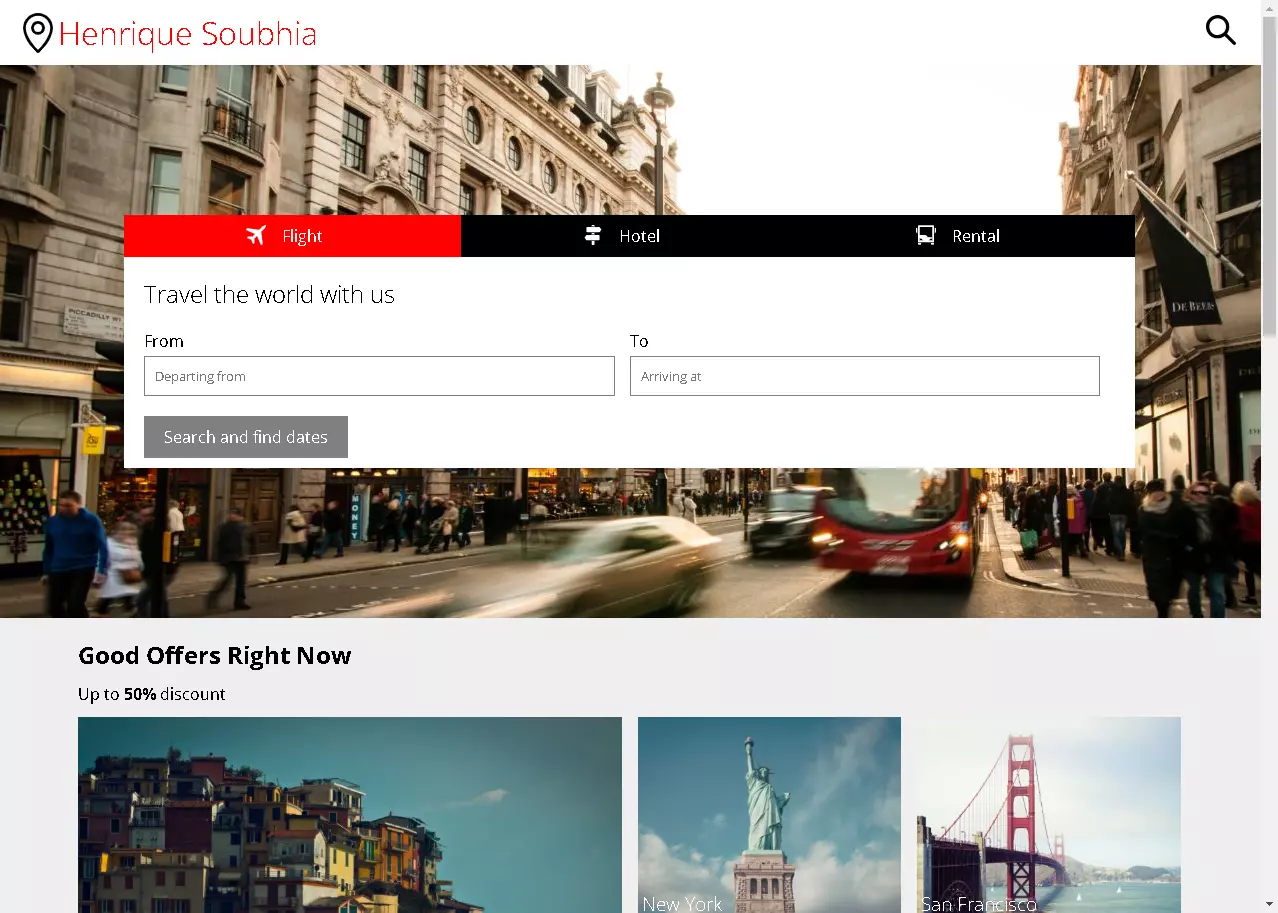 Henrique Soubhia
Flight
Hotel
Rental
Travel the world with us
From
To
Departing from
Arriving at
Search and find dates
PICCADILLY
DE BEERS
MONEY
Good Offers Right Now
Up to 50% discount
New York
San Francisco